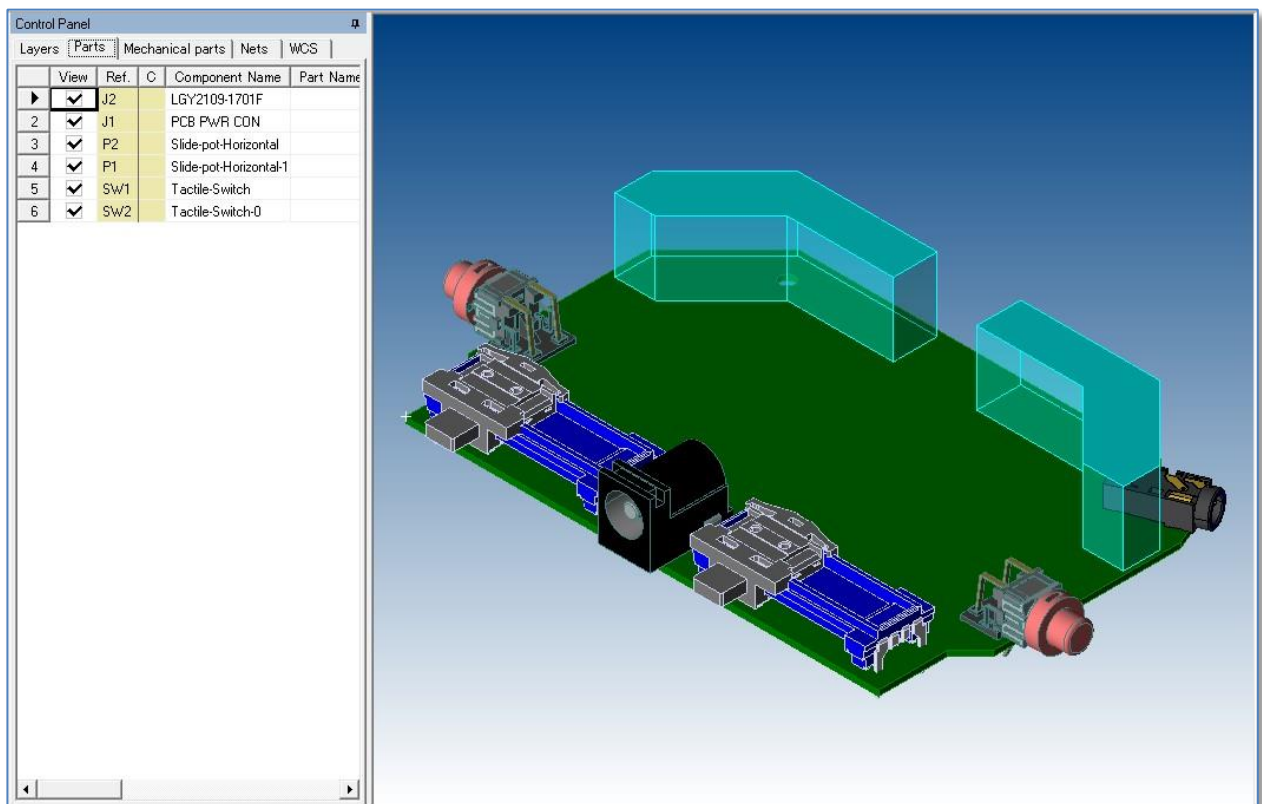 Control Panel
Layers Parts Mechanical parts Nets WCS
View Ref. C Component Name Part Name
J2 LGY2109-1701F
2 J1 PCB PWR CON
3 P2 Slide-pot-Horizontal
4 P1 Slide-pot-Horizontal-1
5 SW1 Tactile-Switch
6 SW2 Tactile-Switch-0